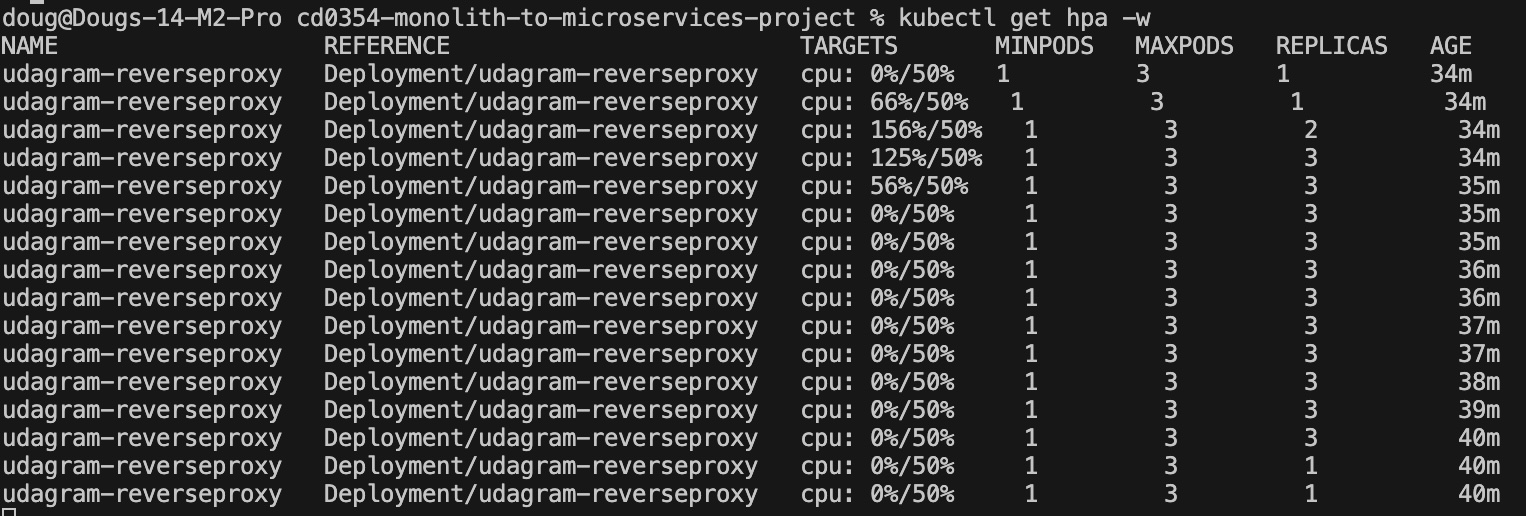 doug@Dougs-14-M2-Pro cd0354-monolith-to-microservices-project % kubectl get hpa -w
NAME                   REFERENCE                         TARGETS       MINPODS   MAXPODS   REPLICAS   AGE
udagram-reverseproxy   Deployment/udagram-reverseproxy   cpu: 0%/50%   1         3         1          34m
udagram-reverseproxy   Deployment/udagram-reverseproxy   cpu: 66%/50%   1         3         1          34m
udagram-reverseproxy   Deployment/udagram-reverseproxy   cpu: 156%/50%   1         3         2          34m
udagram-reverseproxy   Deployment/udagram-reverseproxy   cpu: 125%/50%   1         3         3          34m
udagram-reverseproxy   Deployment/udagram-reverseproxy   cpu: 56%/50%    1         3         3          35m
udagram-reverseproxy   Deployment/udagram-reverseproxy   cpu: 0%/50%     1         3         3          35m
udagram-reverseproxy   Deployment/udagram-reverseproxy   cpu: 0%/50%     1         3         3          35m
udagram-reverseproxy   Deployment/udagram-reverseproxy   cpu: 0%/50%     1         3         3          36m
udagram-reverseproxy   Deployment/udagram-reverseproxy   cpu: 0%/50%     1         3         3          36m
udagram-reverseproxy   Deployment/udagram-reverseproxy   cpu: 0%/50%     1         3         3          37m
udagram-reverseproxy   Deployment/udagram-reverseproxy   cpu: 0%/50%     1         3         3          37m
udagram-reverseproxy   Deployment/udagram-reverseproxy   cpu: 0%/50%     1         3         3          38m
udagram-reverseproxy   Deployment/udagram-reverseproxy   cpu: 0%/50%     1         3         3          39m
udagram-reverseproxy   Deployment/udagram-reverseproxy   cpu: 0%/50%     1         3         3          40m
udagram-reverseproxy   Deployment/udagram-reverseproxy   cpu: 0%/50%     1         3         1          40m
udagram-reverseproxy   Deployment/udagram-reverseproxy   cpu: 0%/50%     1         3         1          40m